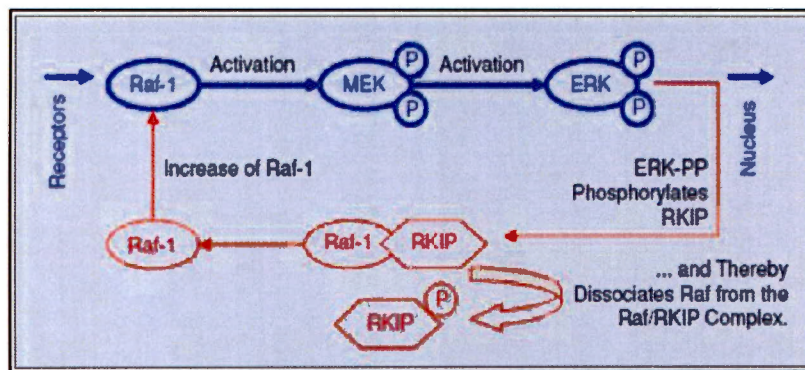 Receptors
Raf-1
Activation
MEK
P
P
Activation
ERK
P
P
Nucleus
Increase of Raf-1
ERK-PP
Phosphorylates
RKIP
Raf-1
Raf-1
RKIP
... and Thereby
Dissociates Raf from the
Raf/RKIP Complex.
RKIP
P